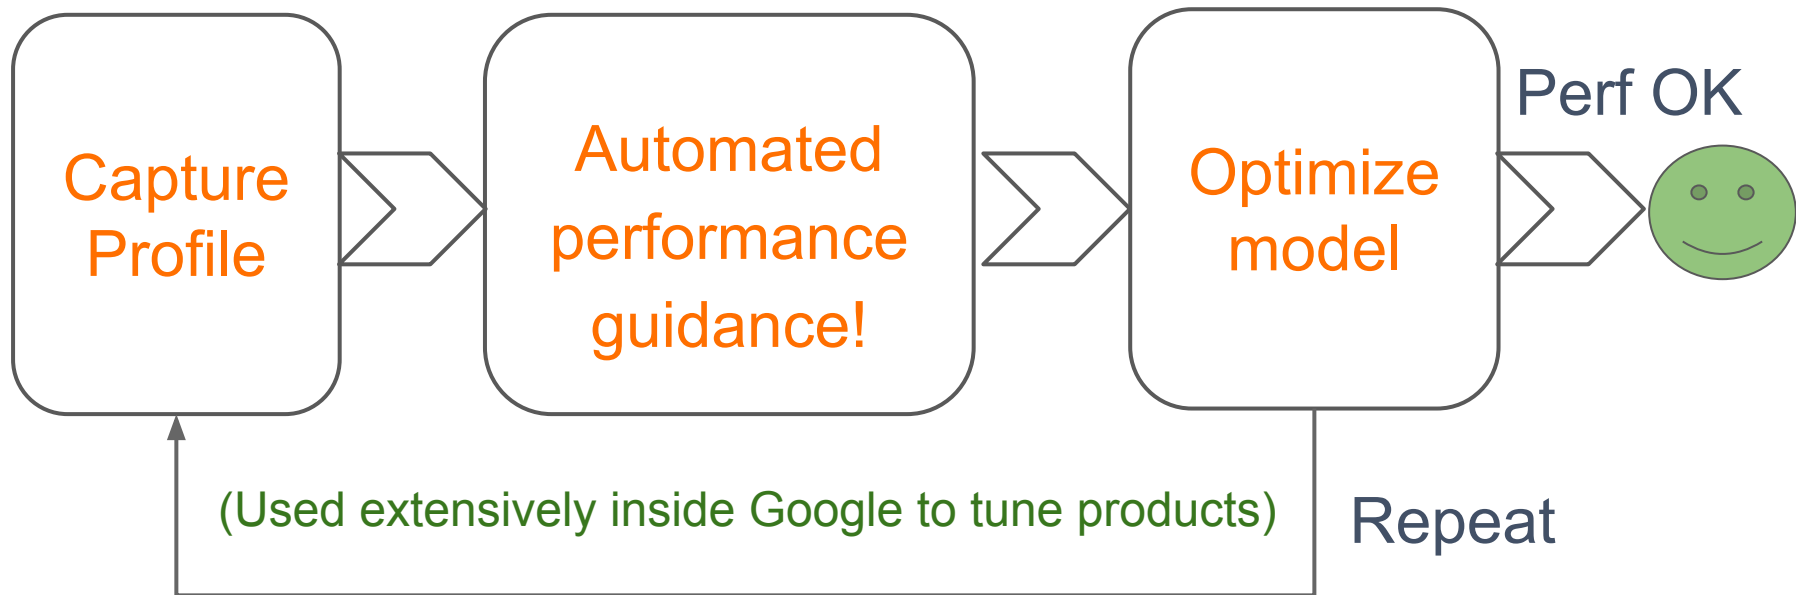 Capture
Profile
Automated
performance
guidance!
Optimize
model
Perf OK
(Used extensively inside Google to tune products)
Repeat